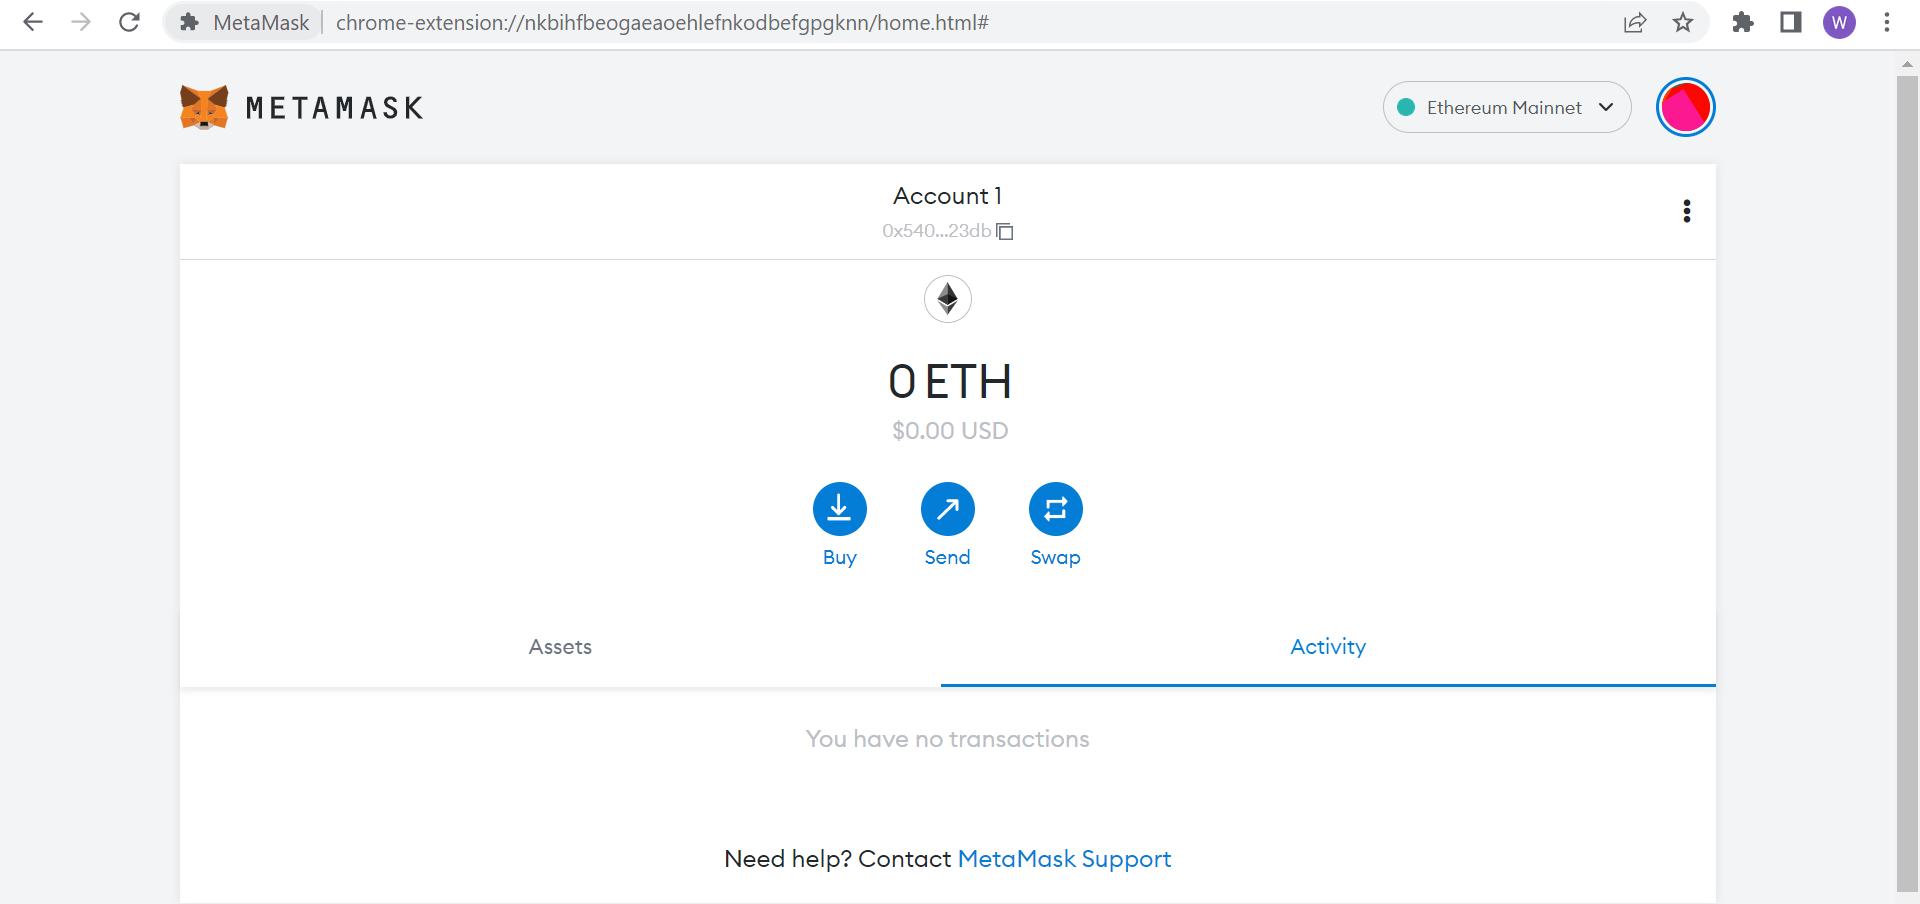 MetaMask chrome-extension://nkbihfbeogaeaoehlefnkodbefgpgknn/home.html# W
METAMASK Ethereum Mainnet
Account 1
0x540...23db
0 ETH
$0.00 USD
Buy Send Swap
Assets Activity
You have no transactions
Need help? Contact MetaMask Support